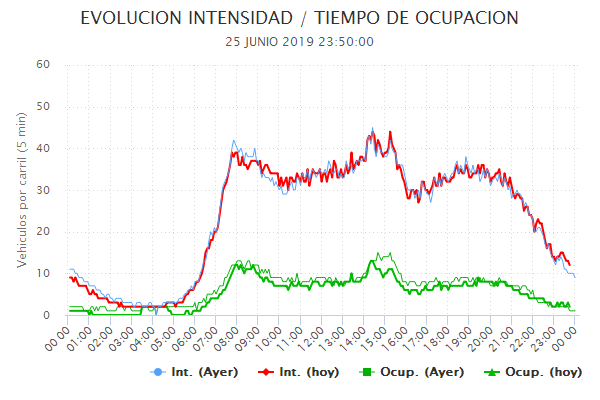 EVOLUCION INTENSIDAD / TIEMPO DE OCUPACION
25 JUNIO 2019 23:50:00
Vehículos por carril (5 min)
60
50
40
30
20
10
0
00:00 01:00 02:00 03:00 04:00 05:00 06:00 07:00 08:00 09:00 10:00 11:00 12:00 13:00 14:00 15:00 16:00 17:00 18:00 19:00 20:00 21:00 22:00 23:00 00:00
Int. (Ayer) Int. (hoy) Ocup. (Ayer) Ocup. (hoy)